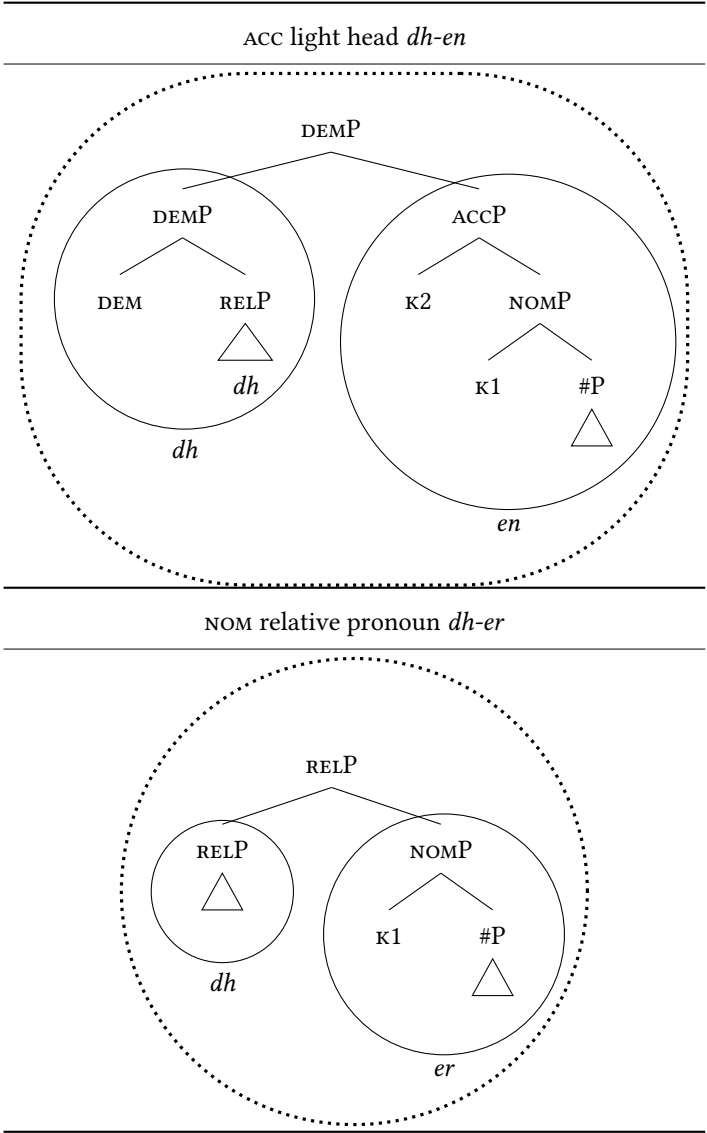 ACC light head dh-en
DEMP
DEMP ACCP
DEM RELP K2 NOMP
dh K1 #P
dh
en
NOM relative pronoun dh-er
RELP
RELP NOMP
K1 #P
dh
er